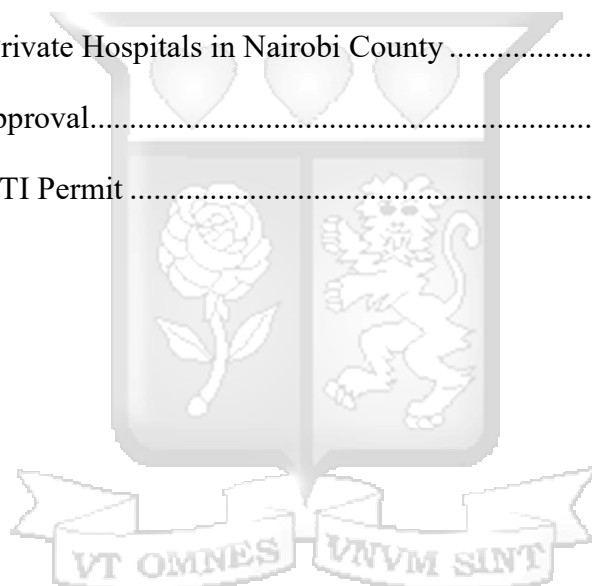 rivate Hospitals in Nairobi County .................
pproval............................................................
TI Permit .......................................................
VT OMNES VNVM SINT